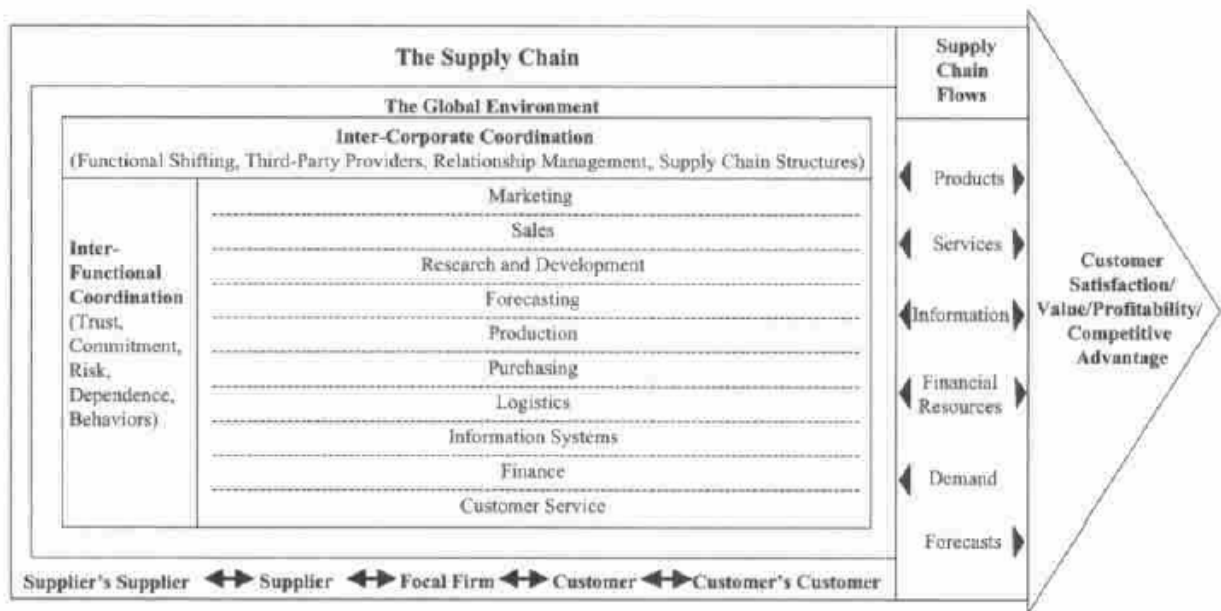 The Supply Chain
The Global Environment
Inter-Corporate Coordination
(Functional Shifting, Third-Party Providers, Relationship Management, Supply Chain Structures)
Inter-
Functional
Coordination
(Trust,
Commitment,
Risk,
Dependence,
Behaviors)
Marketing
Sales
Research and Development
Forecasting
Production
Purchasing
Logistics
Information Systems
Finance
Customer Service
Supplier's Supplier Supplier Focal Firm Customer Customer's Customer
Supply
Chain
Flows
Products
Services
Information
Financial
Resources
Demand
Forecasts
Customer
Satisfaction/
Value/Profitability/
Competitive
Advantage